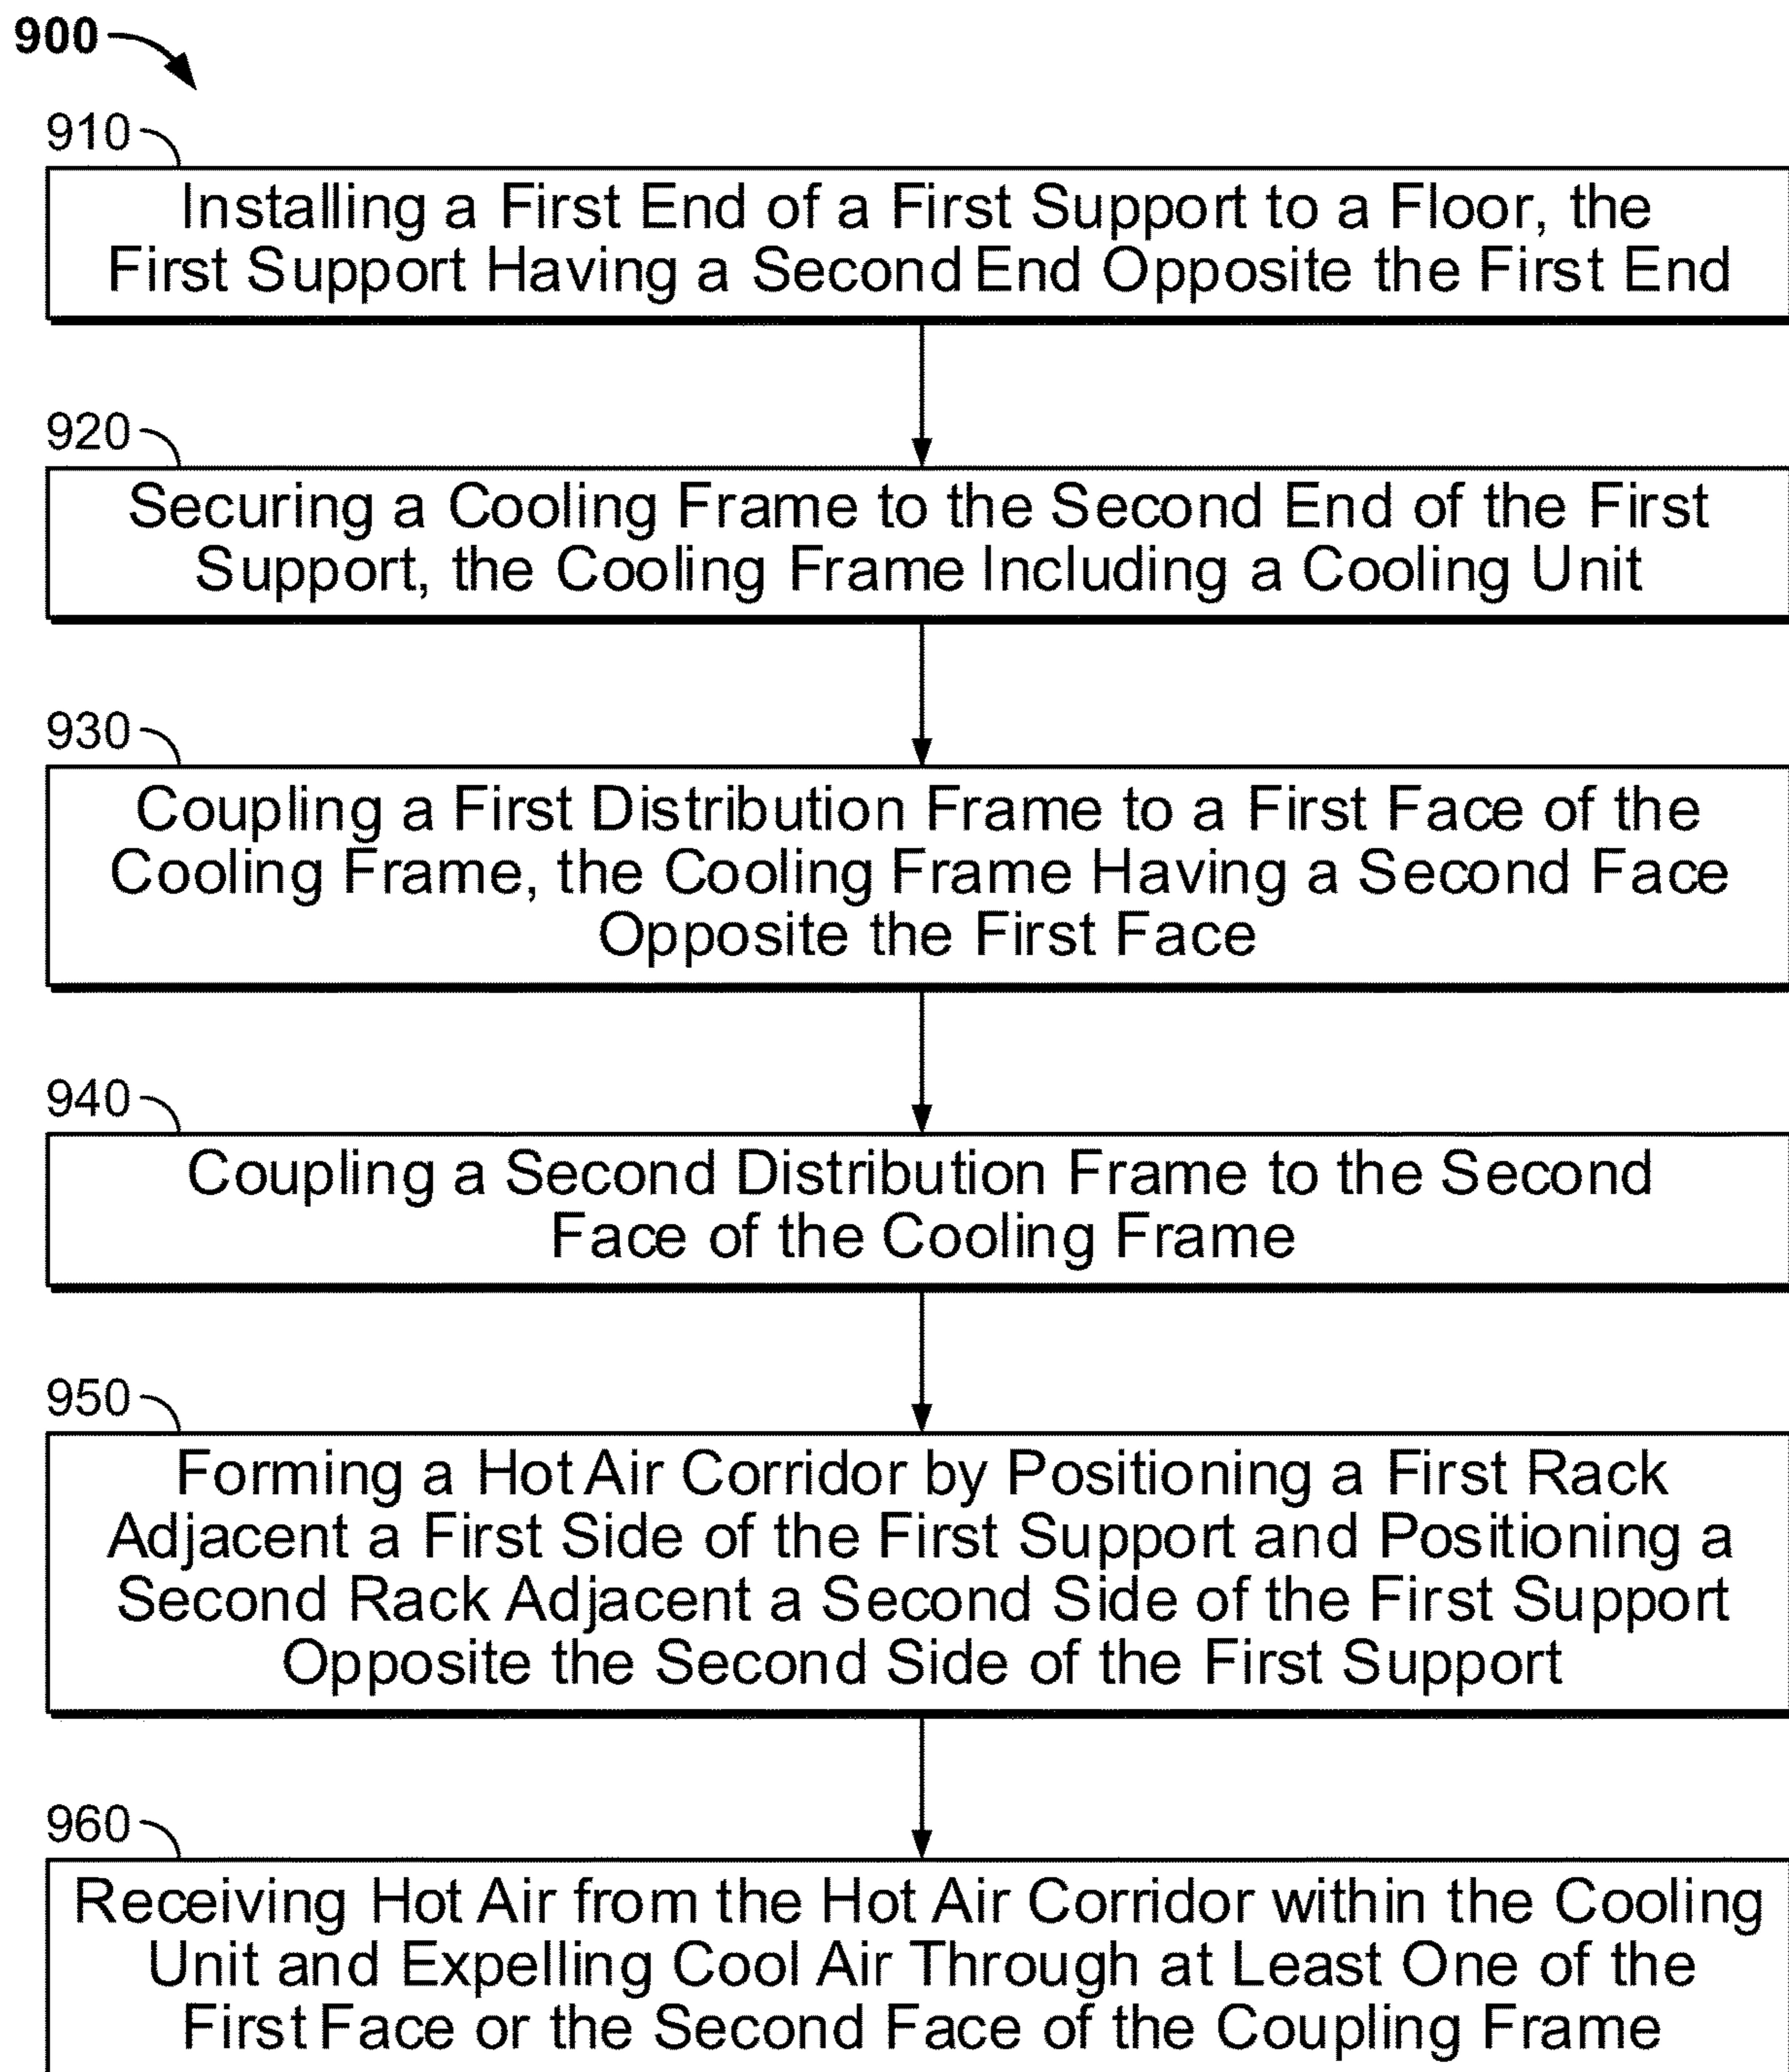 900
910
Installing a First End of a First Support to a Floor, the
First Support Having a Second End Opposite the First End
920
Securing a Cooling Frame to the Second End of the First
Support, the Cooling Frame Including a Cooling Unit
930
Coupling a First Distribution Frame to a First Face of the
Cooling Frame, the Cooling Frame Having a Second Face
Opposite the First Face
940
Coupling a Second Distribution Frame to the Second
Face of the Cooling Frame
950
Forming a Hot Air Corridor by Positioning a First Rack
Adjacent a First Side of the First Support and Positioning a
Second Rack Adjacent a Second Side of the First Support
Opposite the Second Side of the First Support
960
Receiving Hot Air from the Hot Air Corridor within the Cooling
Unit and Expelling Cool Air Through at Least One of the
First Face or the Second Face of the Coupling Frame